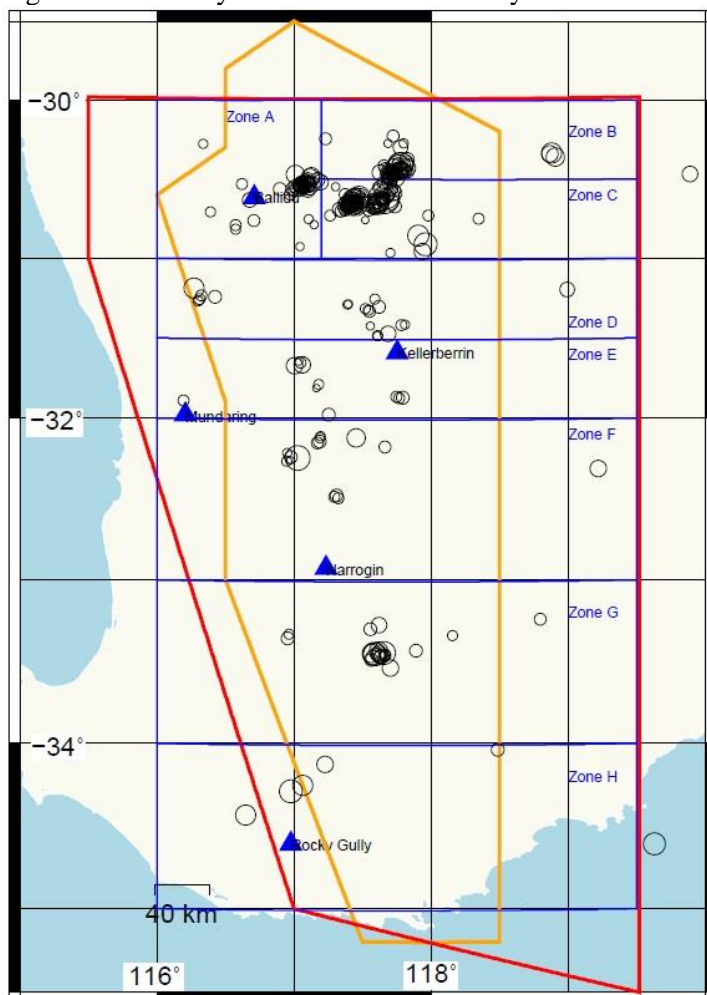 −30°
Zone A
Zone B
Zone C
Zone D
Kellerberrin
Zone E
Mundaring
−32°
Zone F
Narrogin
Zone G
−34°
Zone H
Rocky Gully
40 km
116°
118°